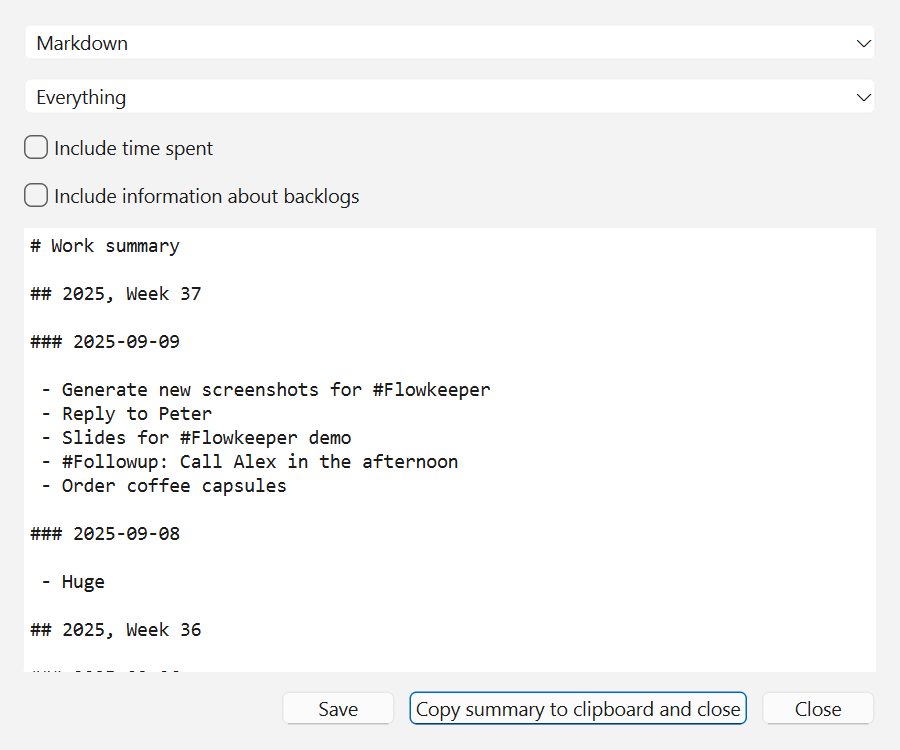 Markdown
Everything
Include time spent
Include information about backlogs
# Work summary
## 2025, Week 37
### 2025-09-09
- Generate new screenshots for #Flowkeeper
- Reply to Peter
- Slides for #Flowkeeper demo
- #Followup: Call Alex in the afternoon
- Order coffee capsules
### 2025-09-08
- Huge
## 2025, Week 36
Save
Copy summary to clipboard and close
Close